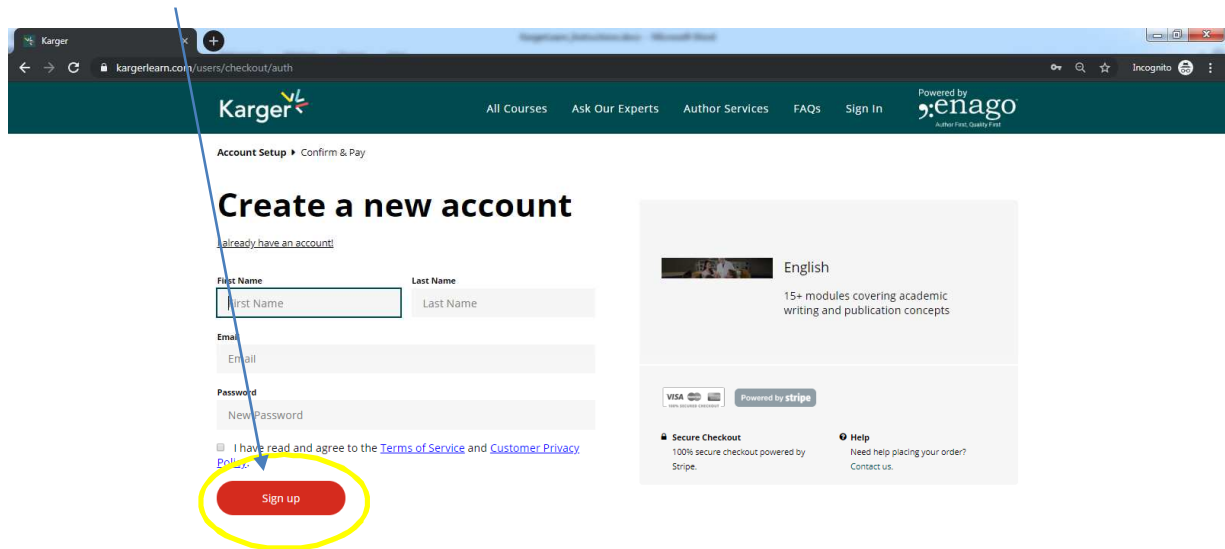 Karger
kargerlearn.com/users/checkout/auth
Incognito
Karger
All Courses Ask Our Experts Author Services FAQs Sign In
Powered by
enago
Author First, Quality First
Account Setup Confirm & Pay
Create a new account
I already have an account!
First Name Last Name
First Name Last Name
Email
Email
Password
New Password
I have read and agree to the Terms of Service and Customer Privacy
Policy.
Sign up
English
15+ modules covering academic
writing and publication concepts
VISA
Powered by stripe
Secure Checkout
100% secure checkout powered by
Stripe.
Help
Need help placing your order?
Contact us.